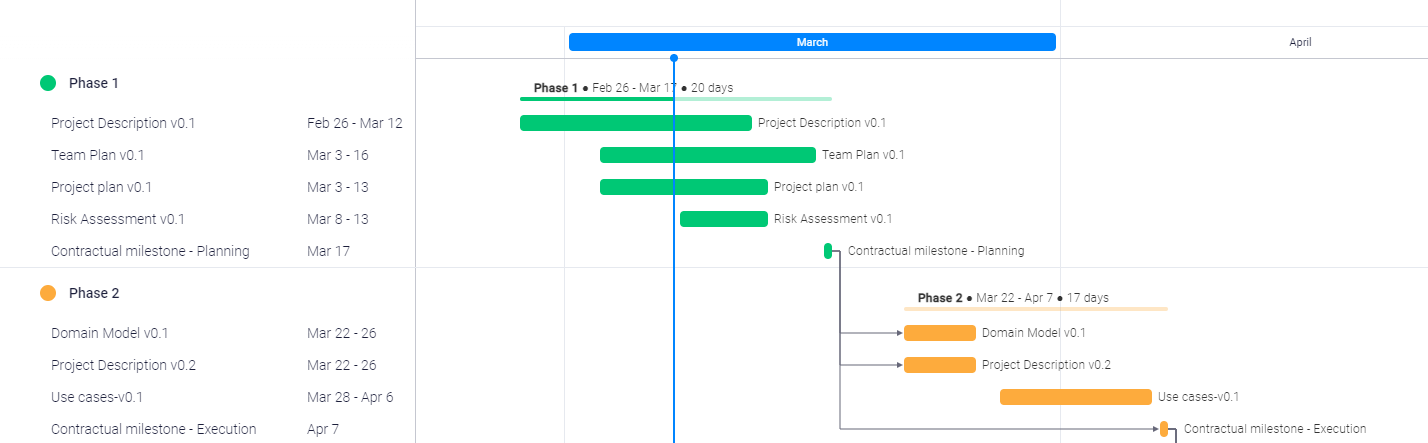 March
April
Phase 1
Phase 1 ● Feb 26 - Mar 17 ● 20 days
Project Description v0.1 Feb 26 - Mar 12 Project Description v0.1
Team Plan v0.1 Mar 3 - 16 Team Plan v0.1
Project plan v0.1 Mar 3 - 13 Project plan v0.1
Risk Assessment v0.1 Mar 8 - 13 Risk Assessment v0.1
Contractual milestone - Planning Mar 17 Contractual milestone - Planning
Phase 2
Phase 2 ● Mar 22 - Apr 7 ● 17 days
Domain Model v0.1 Mar 22 - 26 Domain Model v0.1
Project Description v0.2 Mar 22 - 26 Project Description v0.2
Use cases-v0.1 Mar 28 - Apr 6 Use cases-v0.1
Contractual milestone - Execution Apr 7 Contractual milestone - Execution